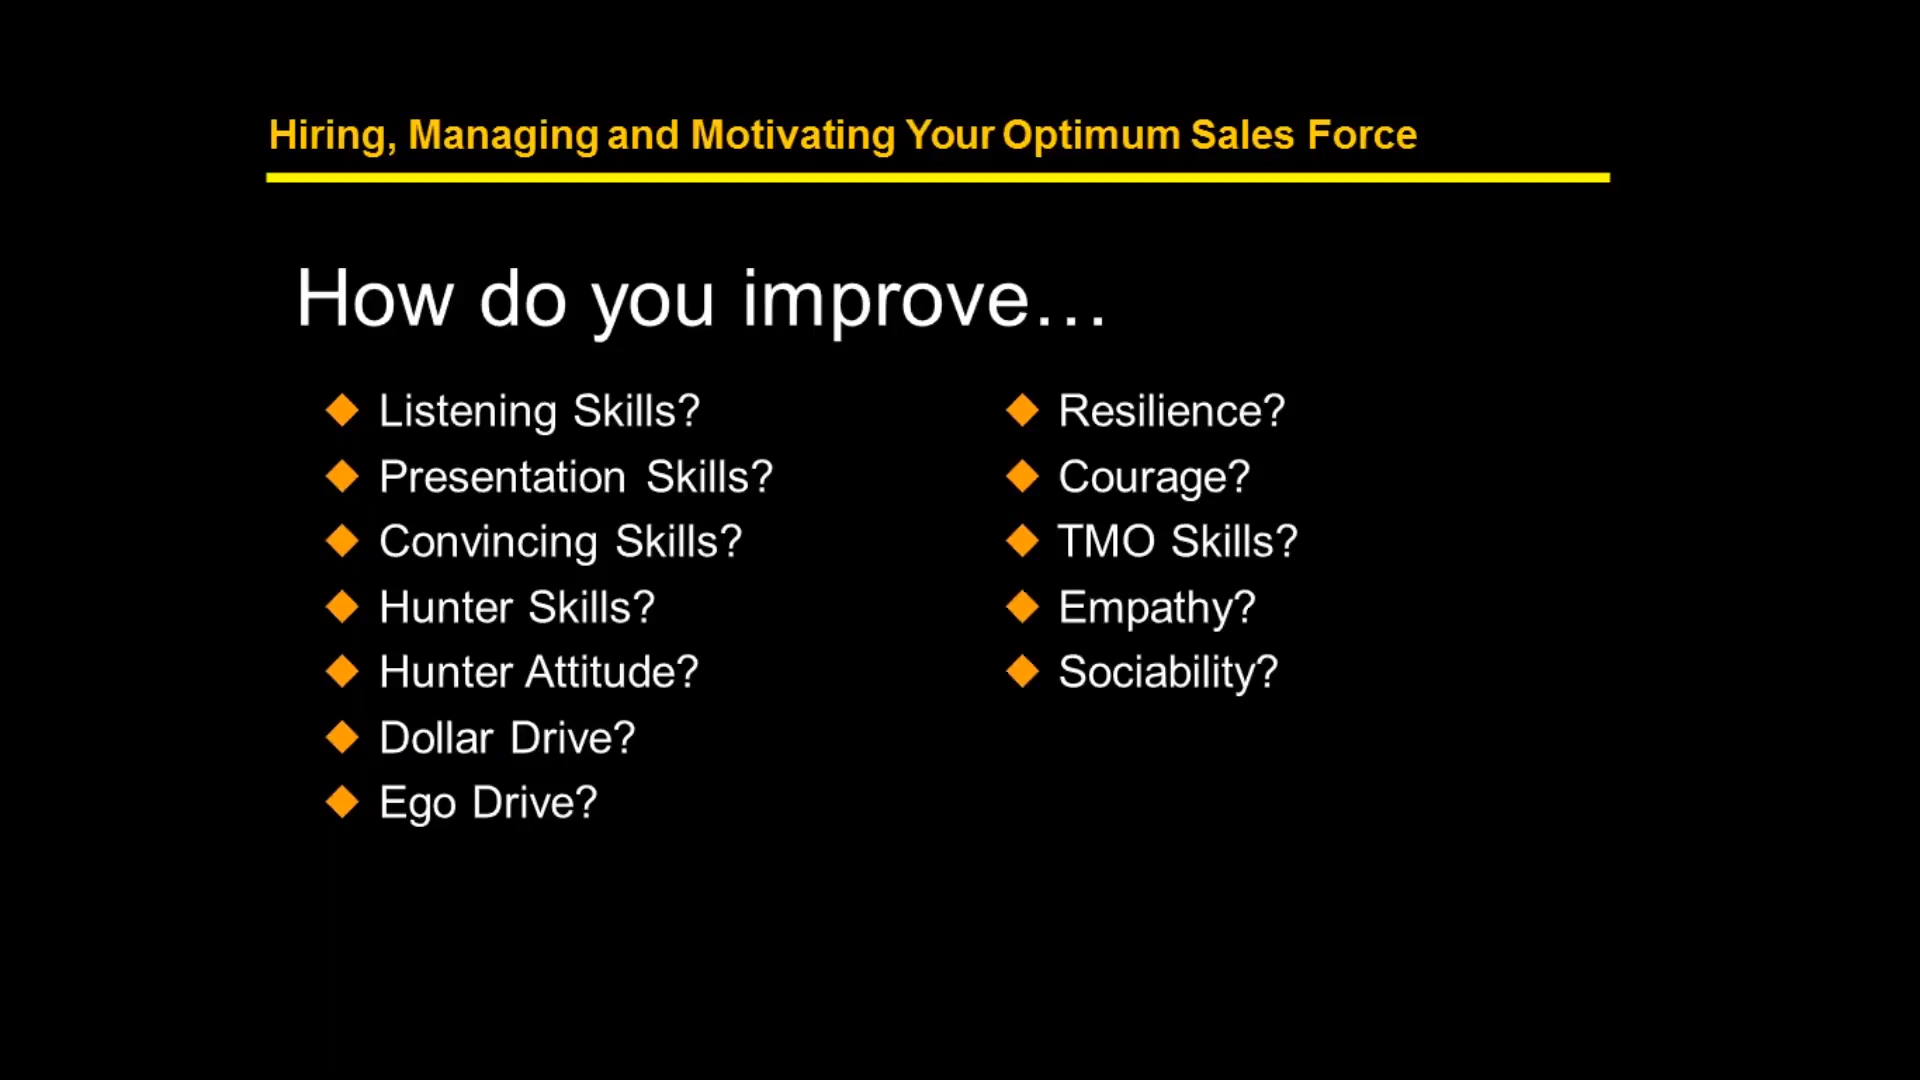 Hiring, Managing and Motivating Your Optimum Sales Force
How do you improve…
Listening Skills?
Presentation Skills?
Convincing Skills?
Hunter Skills?
Hunter Attitude?
Dollar Drive?
Ego Drive?
Resilience?
Courage?
TMO Skills?
Empathy?
Sociability?